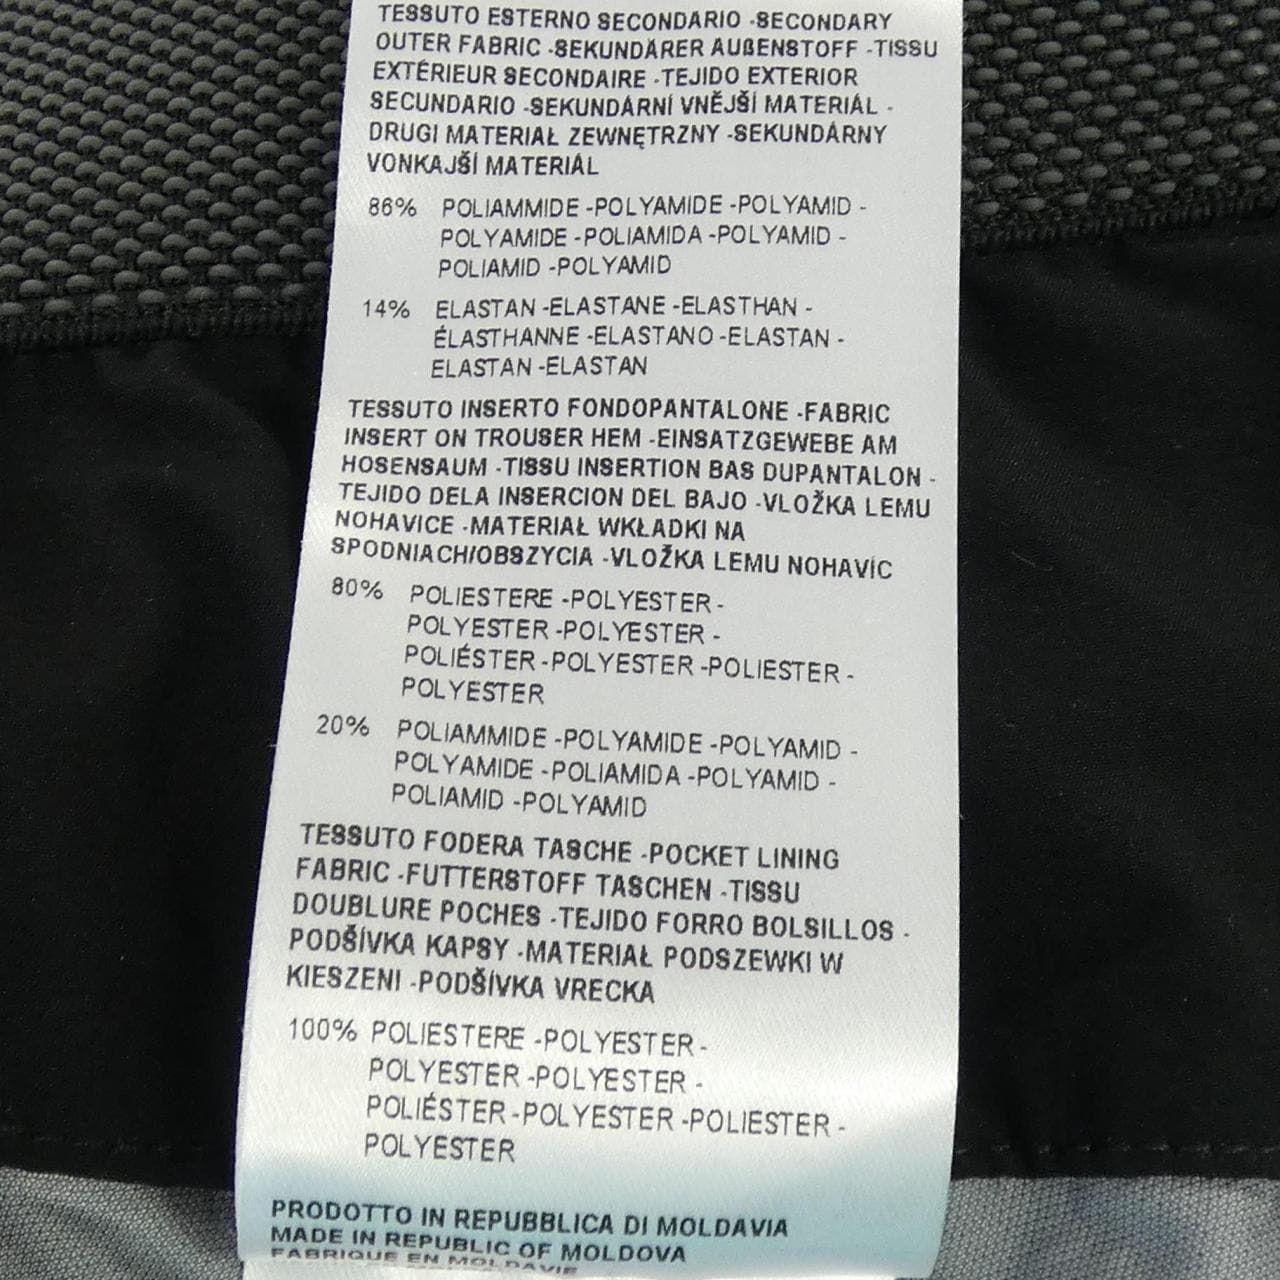 TESSUTO ESTERNO SECONDARIO -SECONDARY
OUTER FABRIC -SEKUNDÄRER AUßENSTOFF -TISSU
EXTÉRIEUR SECONDAIRE -TEJIDO EXTERIOR
SECUNDARIO -SEKUNDÁRNÍ VNĚJŠÍ MATERIÁL -
DRUGI MATERIAŁ ZEWNĘTRZNY -SEKUNDÁRNY
VONKAJŠÍ MATERIÁL
86% POLIAMMIDE -POLYAMIDE -POLYAMID -
POLYAMIDE -POLIAMIDA -POLYAMID -
POLIAMID -POLYAMID
14% ELASTAN -ELASTANE -ELASTHAN -
ÉLASTHANNE -ELASTANO -ELASTAN -
ELASTAN -ELASTAN
TESSUTO INSERTO FONDOPANTALONE -FABRIC
INSERT ON TROUSER HEM -EINSATZGEWEBE AM
HOSENSAUM -TISSU INSERTION BAS DUPANTALON -
TEJIDO DELA INSERCION DEL BAJO -VLOŽKA LEMU
NOHAVICE -MATERIAŁ WKŁADKI NA
SPODNIACH/OBSZYCIA -VLOŽKA LEMU NOHAVÍC
80% POLIESTERE -POLYESTER -
POLYESTER -POLYESTER -
POLIÉSTER -POLYESTER -POLIESTER -
POLYESTER
20% POLIAMMIDE -POLYAMIDE -POLYAMID -
POLYAMIDE -POLIAMIDA -POLYAMID -
POLIAMID -POLYAMID
TESSUTO FODERA TASCHE -POCKET LINING
FABRIC -FUTTERSTOFF TASCHEN -TISSU
DOUBLURE POCHES -TEJIDO FORRO BOLSILLOS -
PODŠÍVKA KAPSY -MATERIAŁ PODSZEWKI W
KIESZENI -PODŠÍVKA VRECKA
100% POLIESTERE -POLYESTER -
POLYESTER -POLYESTER -
POLIÉSTER -POLYESTER -POLIESTER -
POLYESTER
PRODOTTO IN REPUBBLICA DI MOLDAVIA
MADE IN REPUBLIC OF MOLDOVA
FABRIQUE EN MOLDAVIE